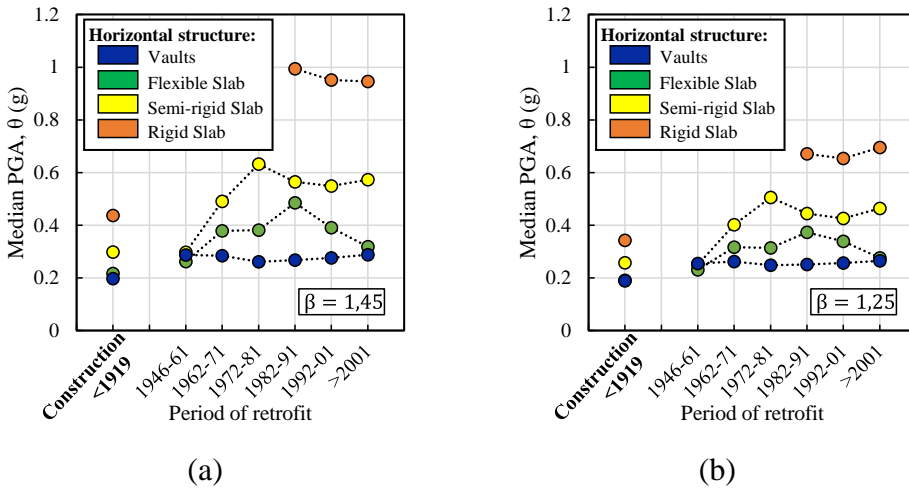 1.2
1
0.8
0.6
0.4
0.2
0
Median PGA, θ (g)
Horizontal structure:
Vaults
Flexible Slab
Semi-rigid Slab
Rigid Slab
β = 1,45
Construction
<1919
1946-61
1962-71
1972-81
1982-91
1992-01
>2001
Period of retrofit
(a)
1.2
1
0.8
0.6
0.4
0.2
0
Median PGA, θ (g)
Horizontal structure:
Vaults
Flexible Slab
Semi-rigid Slab
Rigid Slab
β = 1,25
Construction
<1919
1946-61
1962-71
1972-81
1982-91
1992-01
>2001
Period of retrofit
(b)